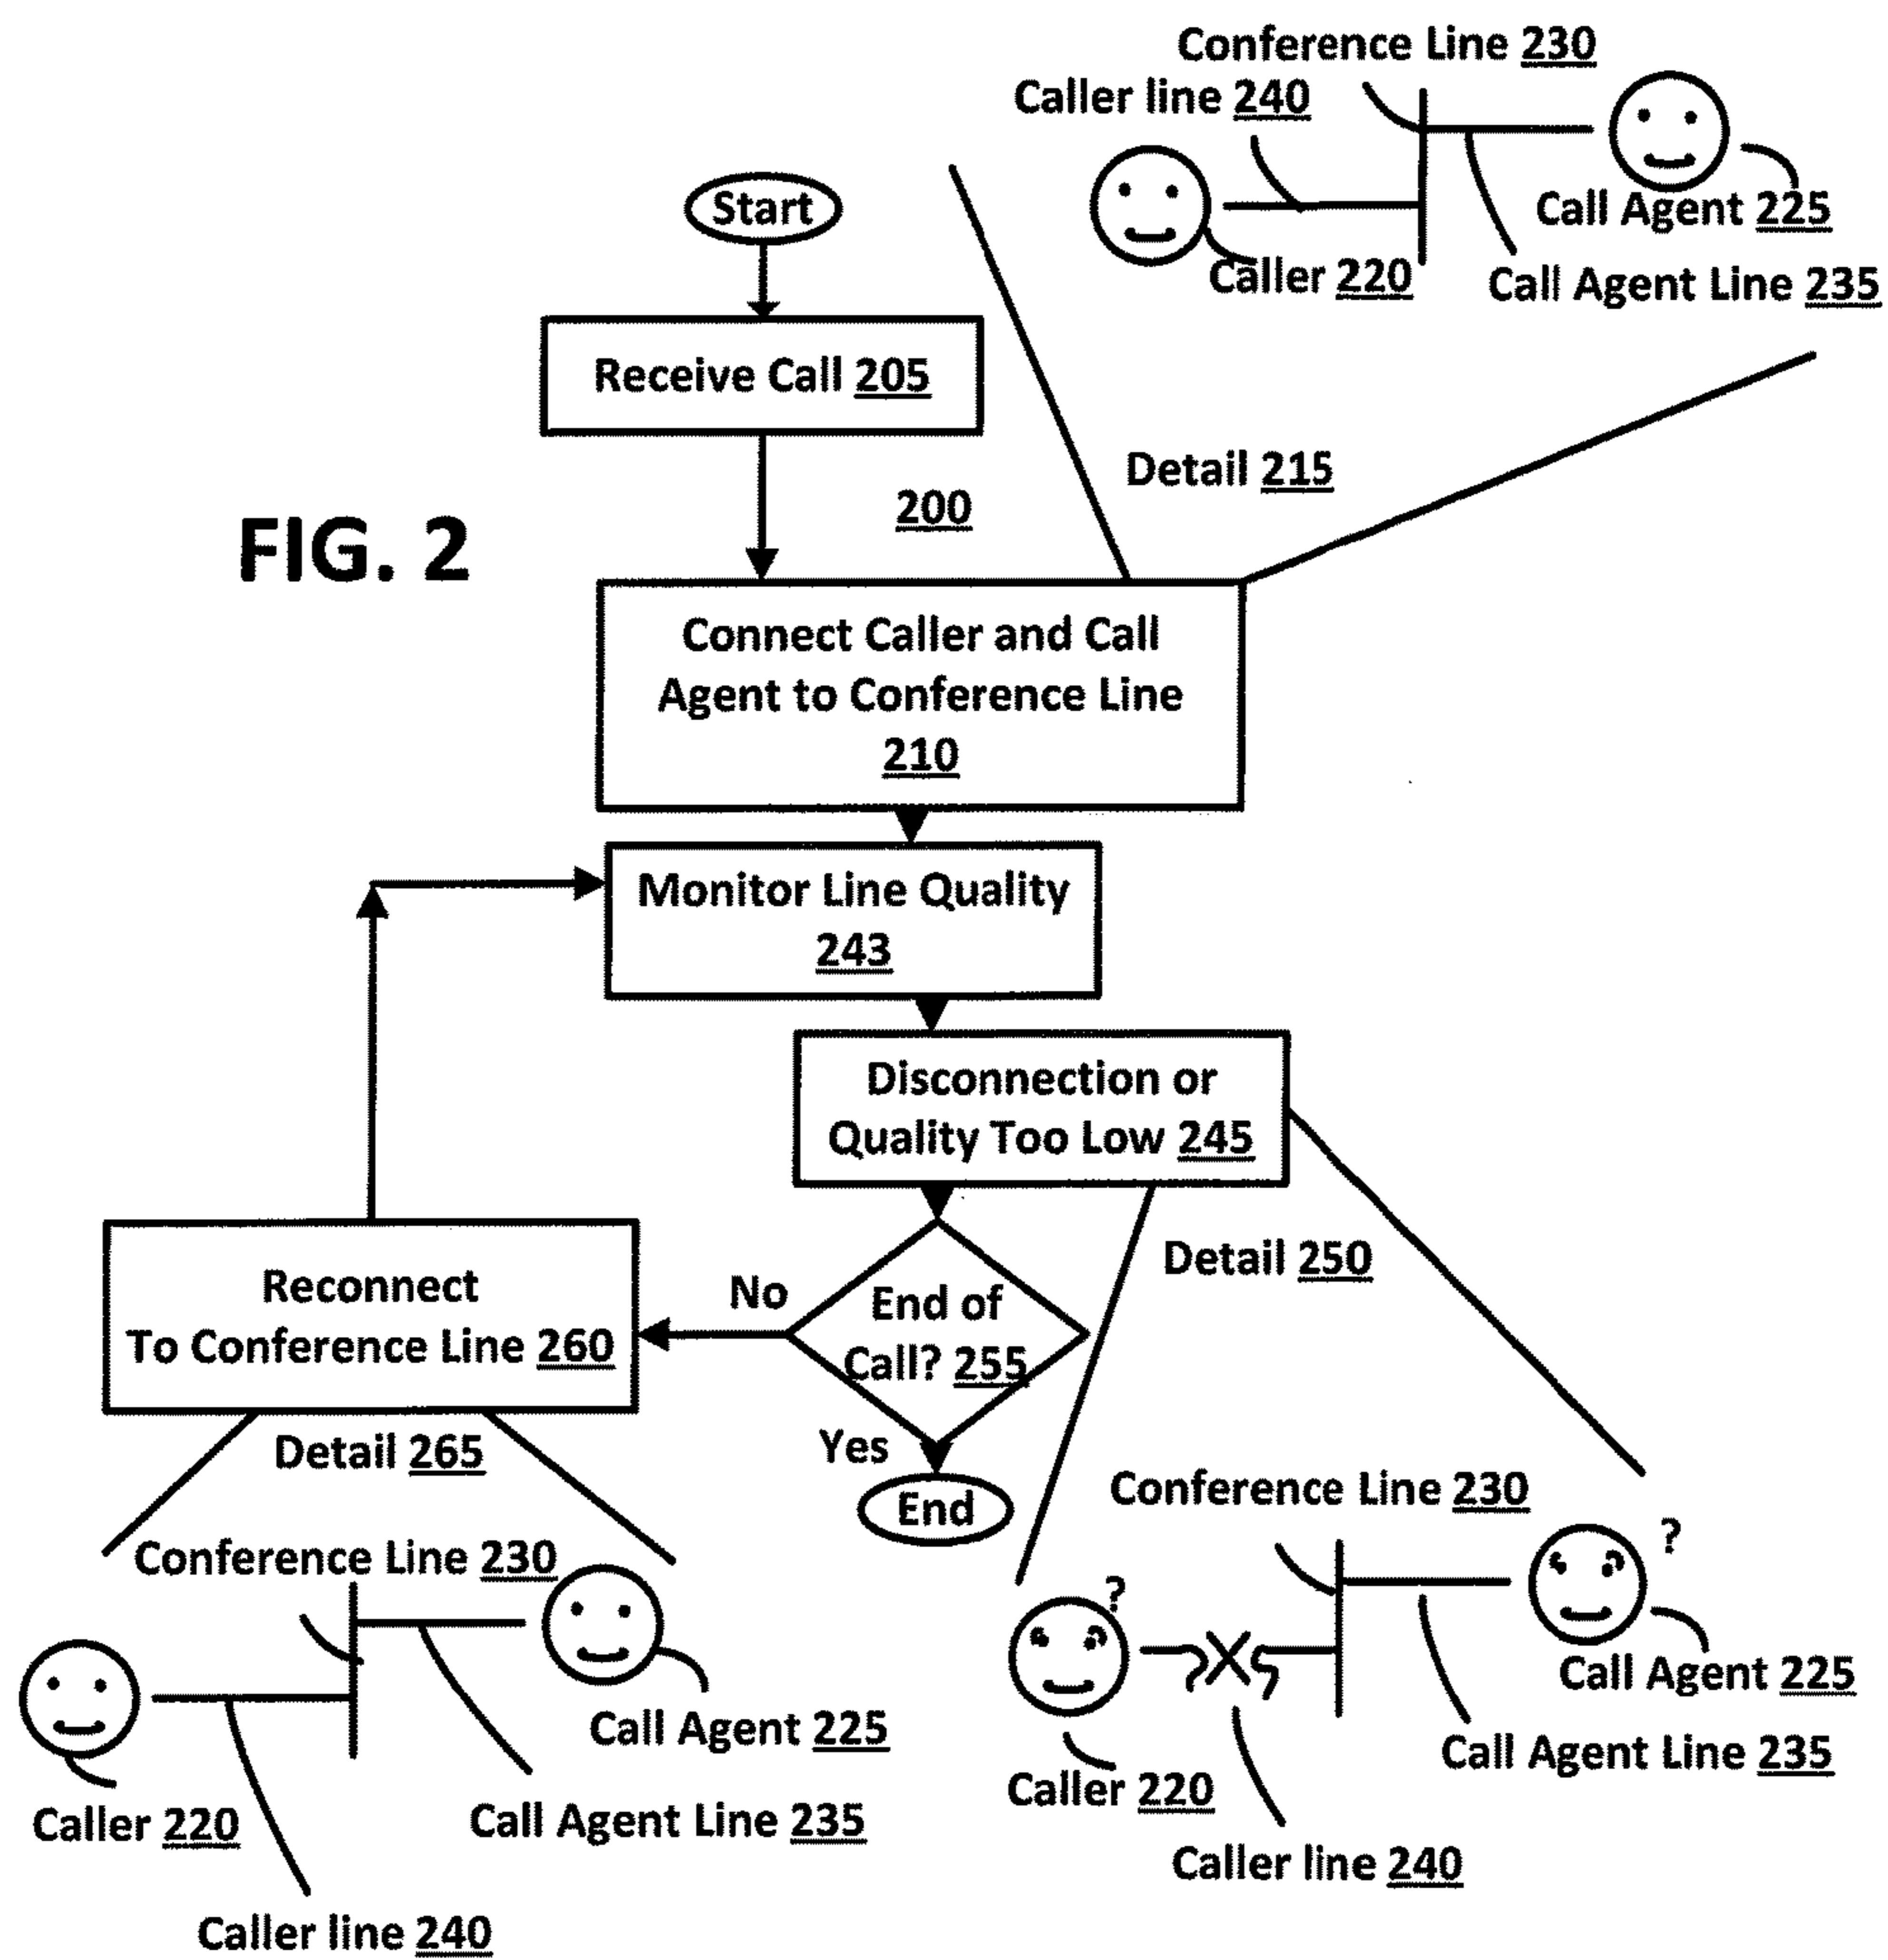 Conference Line 230
Caller line 240
Start
Call Agent 225
Caller 220
Call Agent Line 235
Receive Call 205
Detail 215
200
FIG. 2
Connect Caller and Call
Agent to Conference Line
210
Monitor Line Quality
243
Disconnection or
Quality Too Low 245
Detail 250
Reconnect
To Conference Line 260
No
End of
Call? 255
Yes
End
Detail 265
Conference Line 230
Call Agent 225
Caller 220
Call Agent Line 235
Caller line 240
Conference Line 230
?
?
Call Agent 225
Call Agent Line 235
Caller 220
Caller line 240